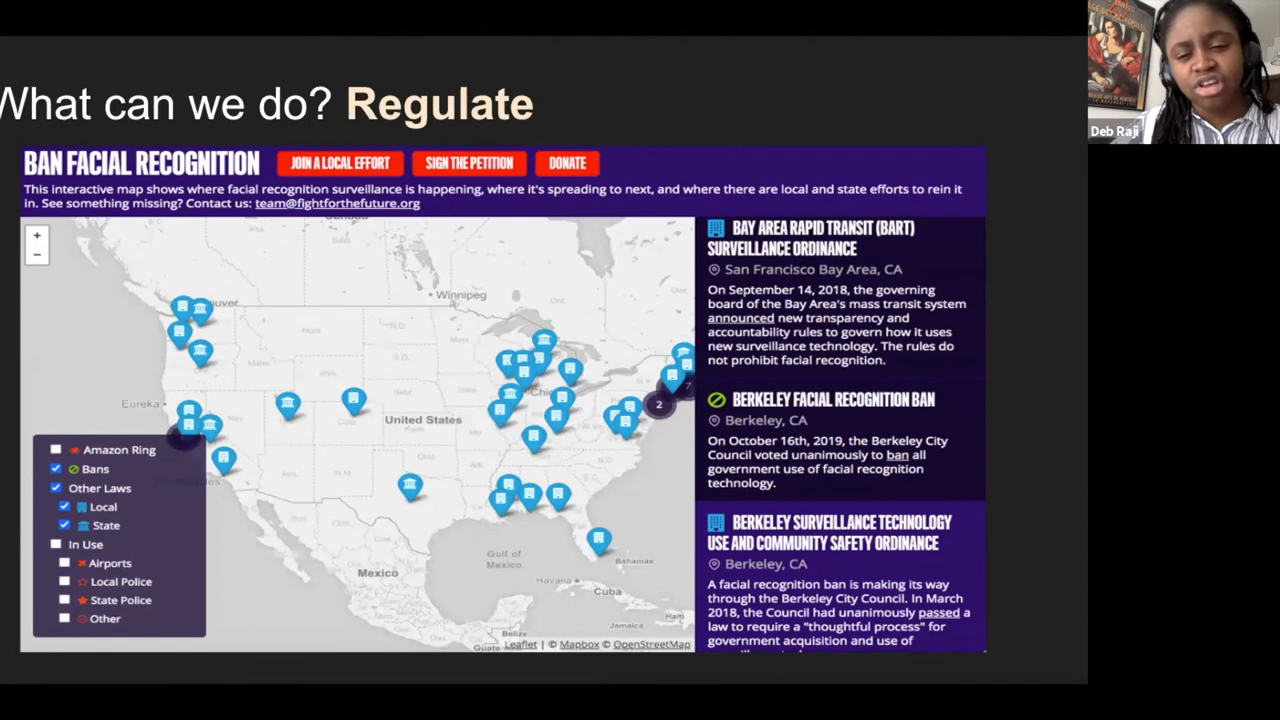 What can we do? Regulate
Deb Raji
BAN FACIAL RECOGNITION
JOIN A LOCAL EFFORT
SIGN THE PETITION
DONATE
This interactive map shows where facial recognition surveillance is happening, where it's spreading to next, and where there are local and state efforts to rein it
in. See something missing? Contact us: team@fightforthefuture.org
+
−
Winnipeg
Eureka
United States
Mexico
Gulf of
Mexico
Havana
Bahamas
Cuba
Haiti
Jamaica
Belize
Amazon Ring
Bans
Other Laws
Local
State
In Use
Airports
Local Police
State Police
Other
2
7
Leaflet | © Mapbox © OpenStreetMap
BAY AREA RAPID TRANSIT (BART)
SURVEILLANCE ORDINANCE
San Francisco Bay Area, CA
On September 14, 2018, the governing
board of the Bay Area's mass transit system
announced new transparency and
accountability rules to govern how it uses
new surveillance technology. The rules do
not prohibit facial recognition.
BERKELEY FACIAL RECOGNITION BAN
Berkeley, CA
On October 16th, 2019, the Berkeley City
Council voted unanimously to ban all
government use of facial recognition
technology.
BERKELEY SURVEILLANCE TECHNOLOGY
USE AND COMMUNITY SAFETY ORDINANCE
Berkeley, CA
A facial recognition ban is making its way
through the Berkeley City Council. In March
2018, the Council had unanimously passed a
law to require a "thoughtful process" for
government acquisition and use of